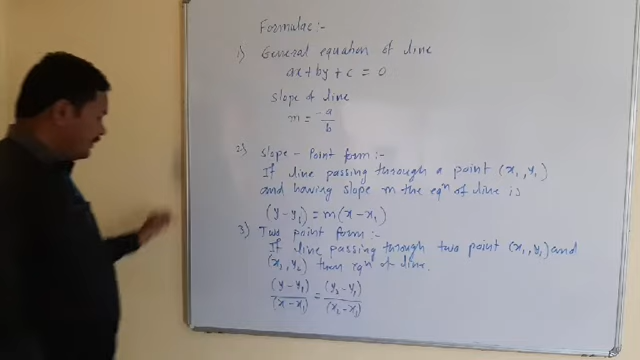 Formulae :-
1) General equation of line
ax + by + c = 0
slope of line
m = -a/b
2) slope - Point form :-
If line passing through a point (x₁, y₁)
and having slope m the eqⁿ of line is
(y - y₁) = m(x - x₁)
3) Two point form :-
If line passing through two point (x₁, y₁) and
(x₂, y₂) then eqⁿ of line.
(y - y₁)/(x - x₁) = (y₂ - y₁)/(x₂ - x₁)